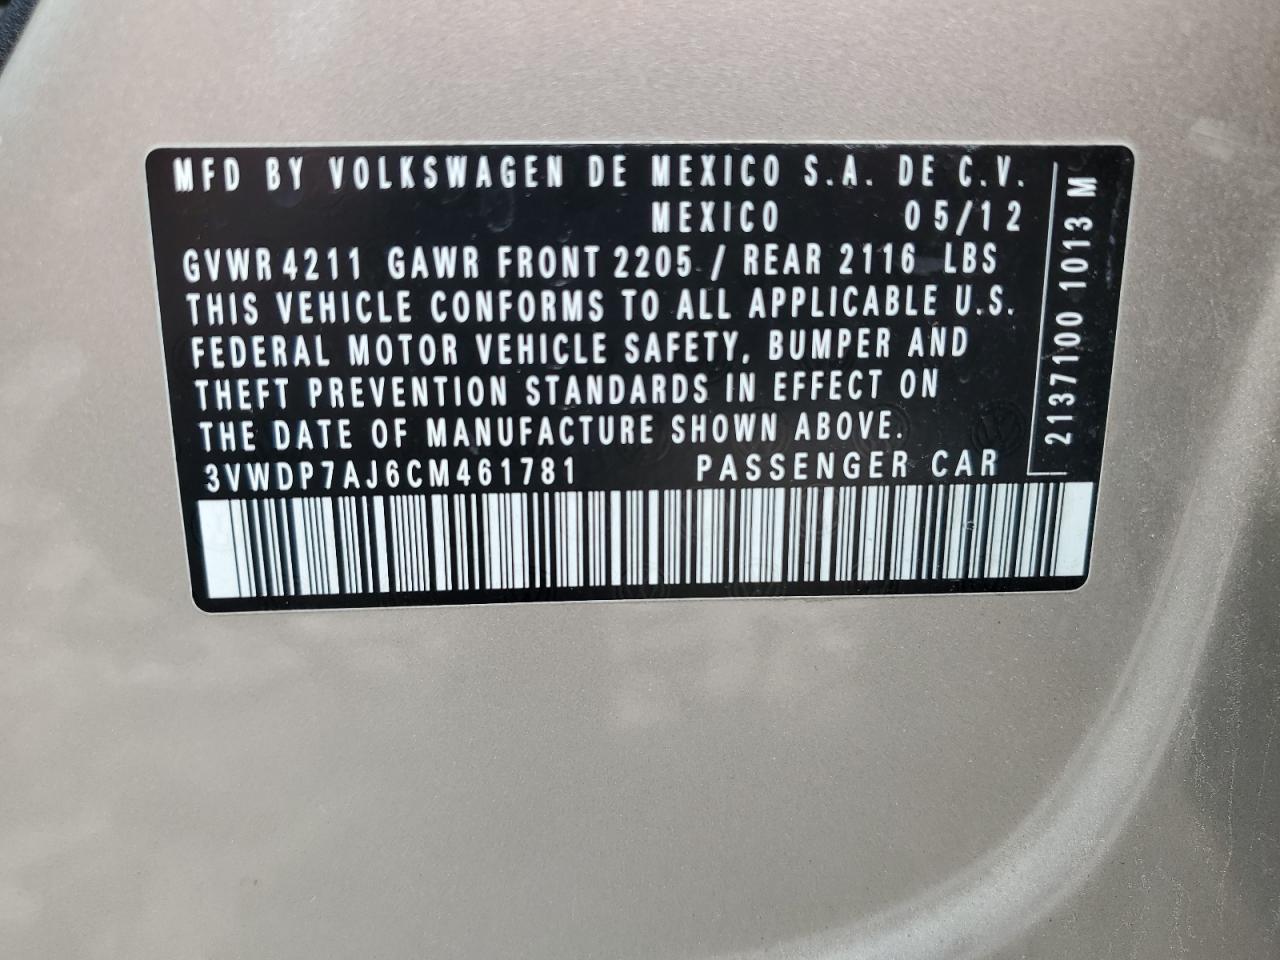 MFD BY VOLKSWAGEN DE MEXICO S.A. DE C.V.
MEXICO 05/12
GVWR 4211 GAWR FRONT 2205 / REAR 2116 LBS
THIS VEHICLE CONFORMS TO ALL APPLICABLE U.S.
FEDERAL MOTOR VEHICLE SAFETY, BUMPER AND
THEFT PREVENTION STANDARDS IN EFFECT ON
THE DATE OF MANUFACTURE SHOWN ABOVE.
3VWDP7AJ6CM461781 PASSENGER CAR
2137100 1013 M